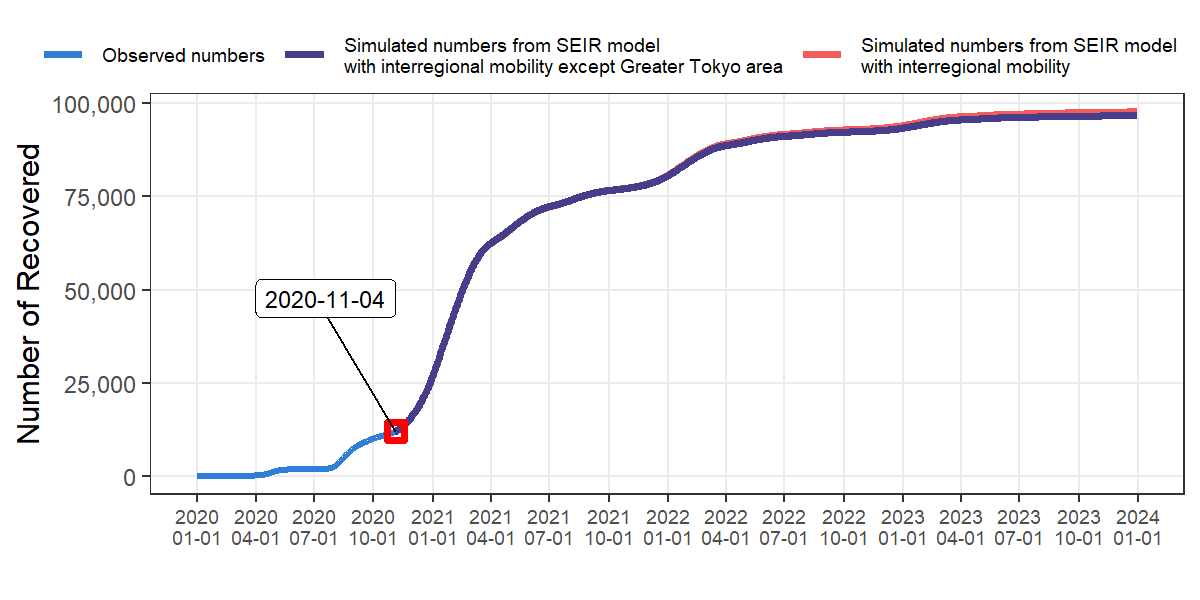 Observed numbers
Simulated numbers from SEIR model
with interregional mobility except Greater Tokyo area
Simulated numbers from SEIR model
with interregional mobility
Number of Recovered
100,000
75,000
50,000
25,000
0
2020-11-04
2020 2020 2020 2020 2021 2021 2021 2021 2022 2022 2022 2022 2023 2023 2023 2023 2024
01-01 04-01 07-01 10-01 01-01 04-01 07-01 10-01 01-01 04-01 07-01 10-01 01-01 04-01 07-01 10-01 01-01